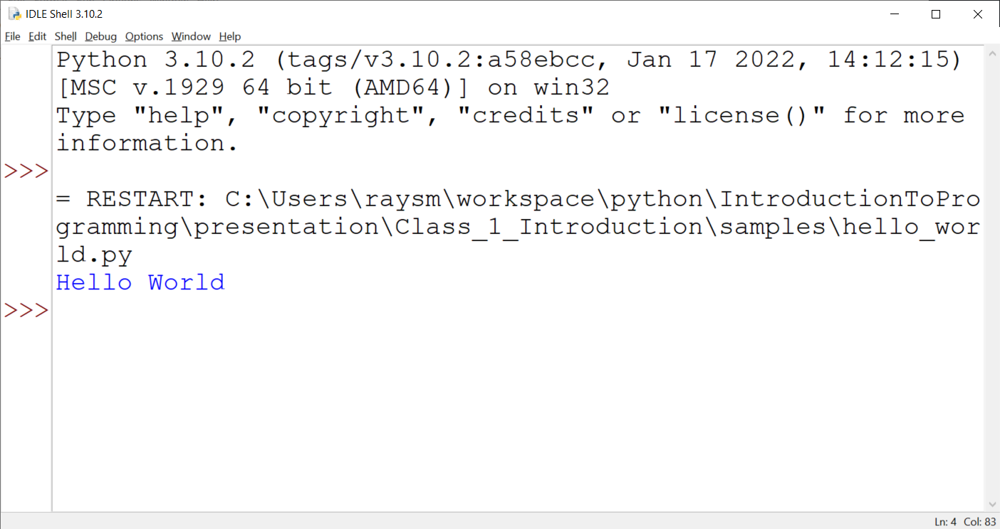 IDLE Shell 3.10.2
File Edit Shell Debug Options Window Help
Python 3.10.2 (tags/v3.10.2:a58ebcc, Jan 17 2022, 14:12:15)
[MSC v.1929 64 bit (AMD64)] on win32
Type "help", "copyright", "credits" or "license()" for more
information.
>>>
= RESTART: C:\Users\raysm\workspace\python\IntroductionToPro
gramming\presentation\Class_1_Introduction\samples\hello_wor
ld.py
Hello World
>>>
Ln: 4 Col: 83